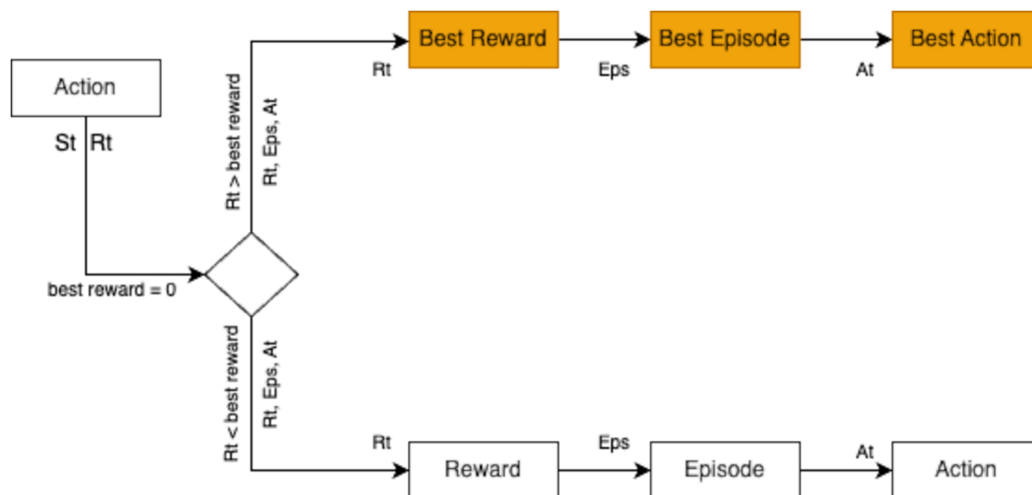 Best Reward
Best Episode
Best Action
Rt
Eps
At
Action
St
Rt
Rt > best reward
Rt, Eps, At
best reward = 0
Rt < best reward
Rt, Eps, At
Rt
Eps
At
Reward
Episode
Action